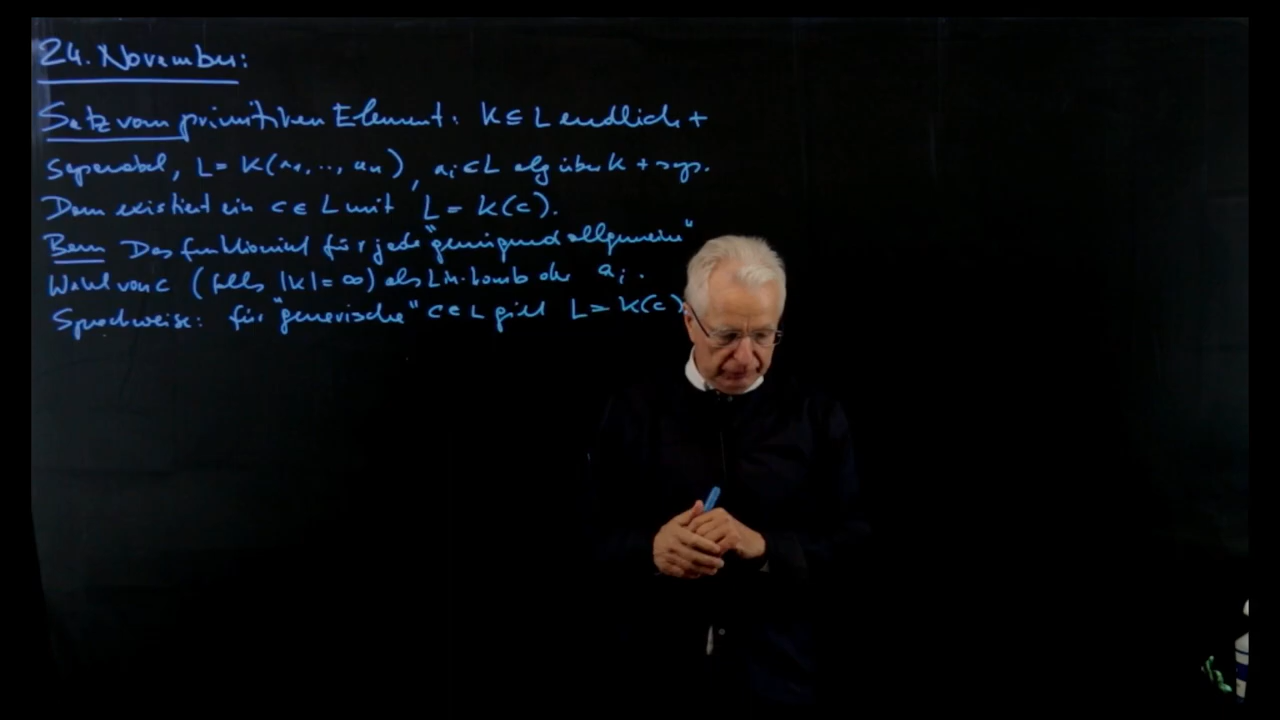 24. November:
Satz vom primitiven Element: K ⊆ L endlich +
separabel, L = K(a₁,..,aₙ), aᵢ ∈ L alg über K + sep.
Dann existiert ein c ∈ L mit L = K(c).
Bem Das funktioniert für jede "genügend allgemeine"
Wahl von c (falls |K| = ∞) als Lin.komb der aᵢ.
Sprechweise: für "generische" c ∈ L gilt L = K(c)